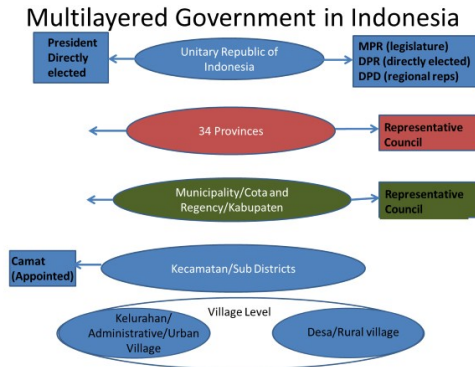 Multilayered Government in Indonesia
President
Directly
elected
Unitary Republic of
Indonesia
MPR (legislature)
DPR (directly elected)
DPD (regional reps)
34 Provinces
Representative
Council
Municipality/Cota and
Regency/Kabupaten
Representative
Council
Camat
(Appointed)
Kecamatan/Sub Districts
Village Level
Kelurahan/
Administrative/Urban
Village
Desa/Rural village